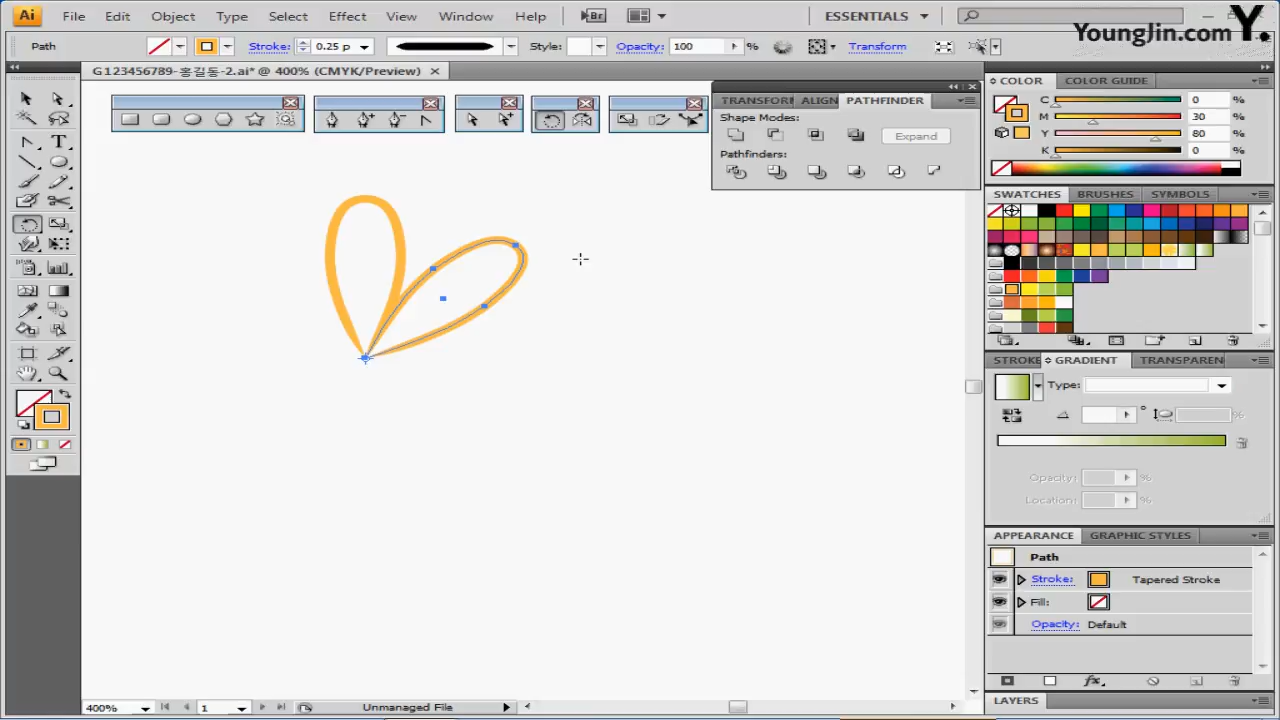 Ai File Edit Object Type Select Effect View Window Help Br ESSENTIALS
YoungJin.com Y.
Path Stroke: 0.25 p Style: Opacity: 100 % Transform
G123456789-홍길동-2.ai* @ 400% (CMYK/Preview)
TRANSFORM ALIGN PATHFINDER
Shape Modes:
Expand
Pathfinders:
COLOR COLOR GUIDE
C 0 %
M 30 %
Y 80 %
K 0 %
SWATCHES BRUSHES SYMBOLS
STROKE GRADIENT TRANSPAREN
Type:
°
%
Opacity: %
Location: %
APPEARANCE GRAPHIC STYLES
Path
Stroke: Tapered Stroke
Fill:
Opacity: Default
fx
LAYERS
400% 1 Unmanaged File